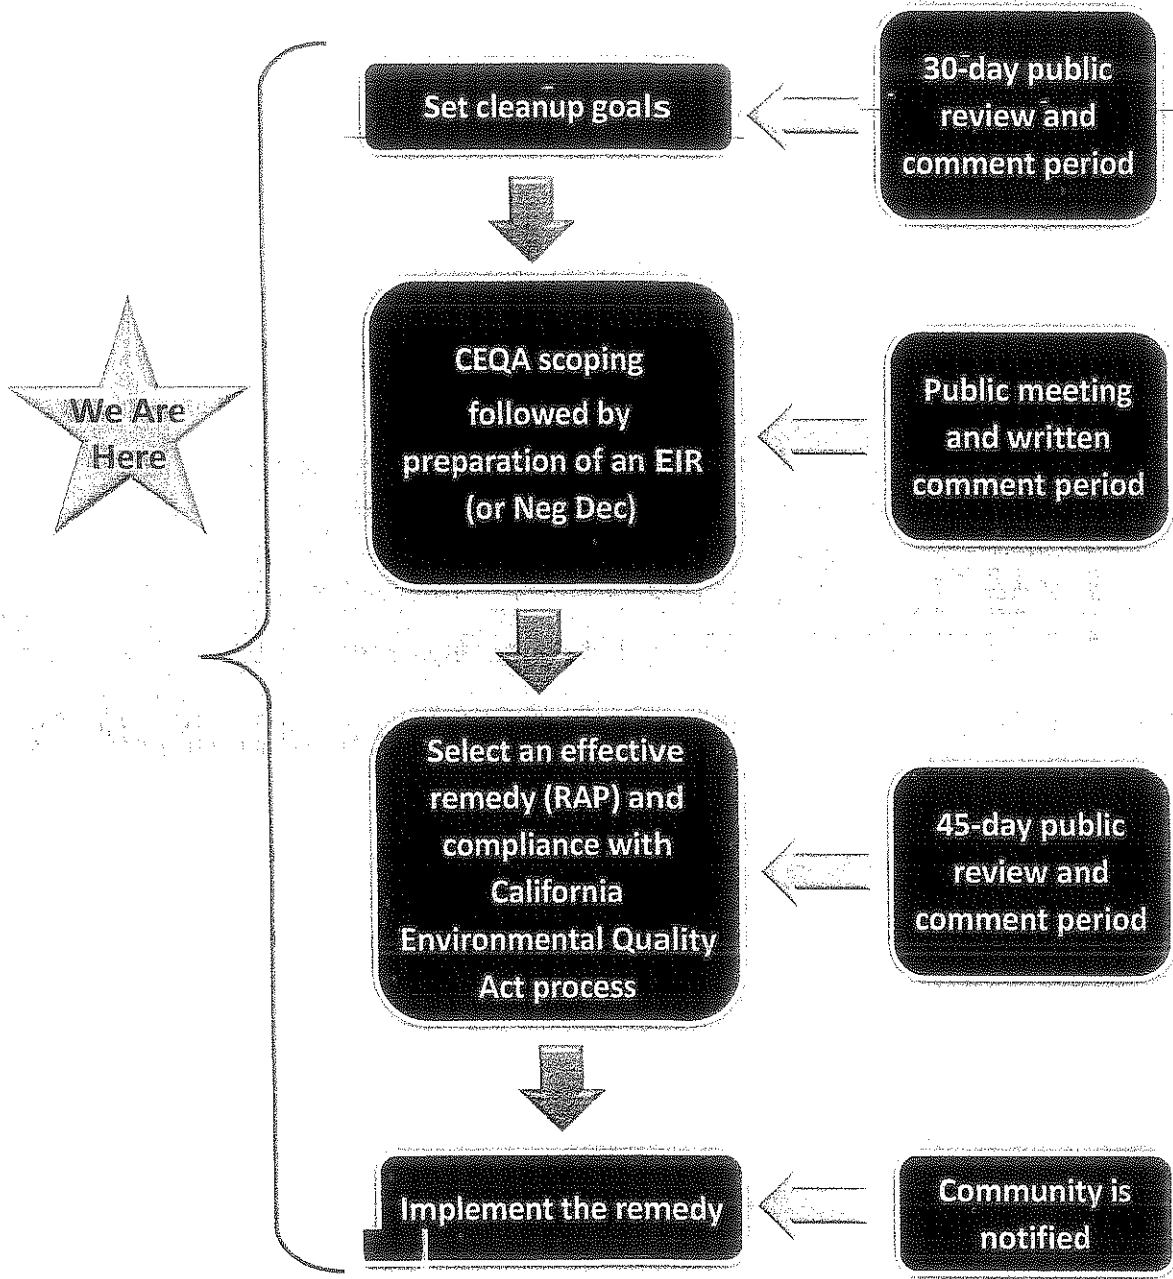 Set cleanup goals
30-day public
review and
comment period
We Are
Here
CEQA scoping
followed by
preparation of an EIR
(or Neg Dec)
Public meeting
and written
comment period
Select an effective
remedy (RAP) and
compliance with
California
Environmental Quality
Act process
45-day public
review and
comment period
Implement the remedy
Community is
notified